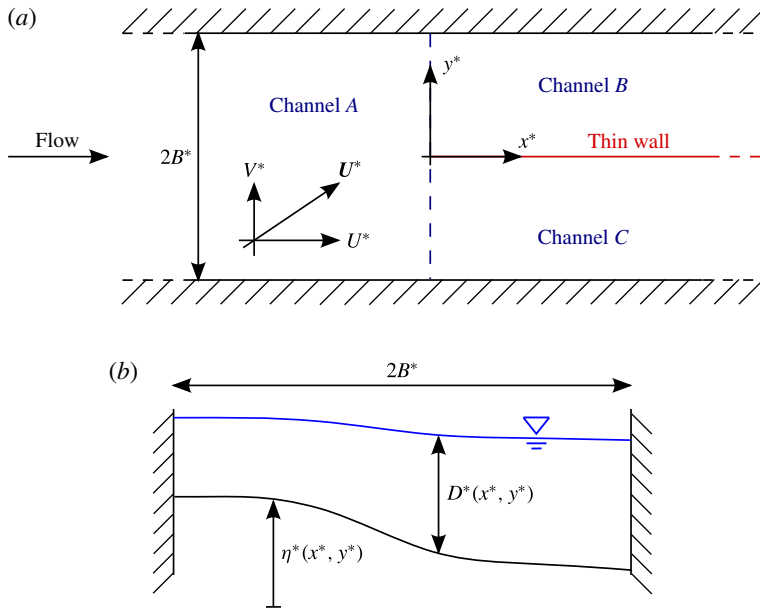 (a)
y*
Channel A
Channel B
Flow
2B*
x*
Thin wall
V*
U*
U*
Channel C
(b)
2B*
D*(x*, y*)
η*(x*, y*)